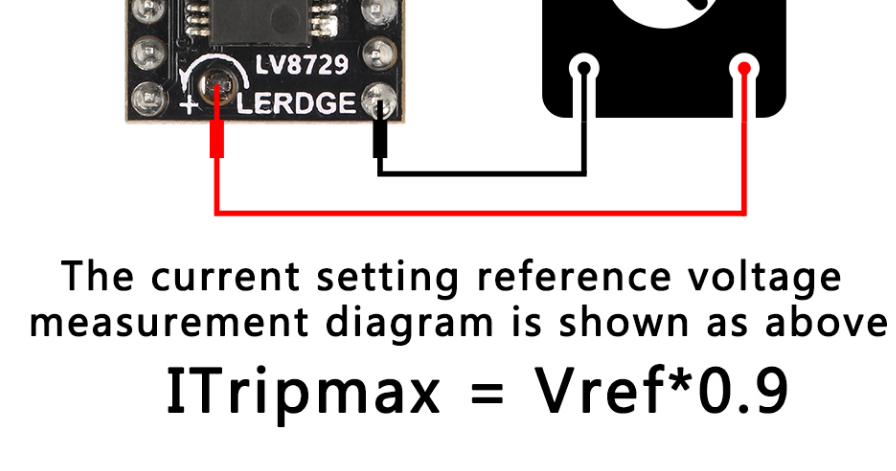 LV8729
+ LERDGE
The current setting reference voltage
measurement diagram is shown as above
ITripmax = Vref*0.9